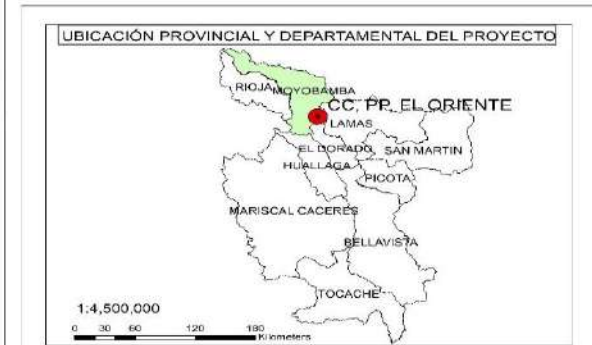 UBICACIÓN PROVINCIAL Y DEPARTAMENTAL DEL PROYECTO
RIOJA
MOYOBAMBA
CC, PP, EL ORIENTE
LAMAS
EL DORADO
SAN MARTIN
HUALLAGA
PICOTA
MARISCAL CACERES
BELLAVISTA
TOCACHE
1:4,500,000
0 30 60 120 180
Kilometers